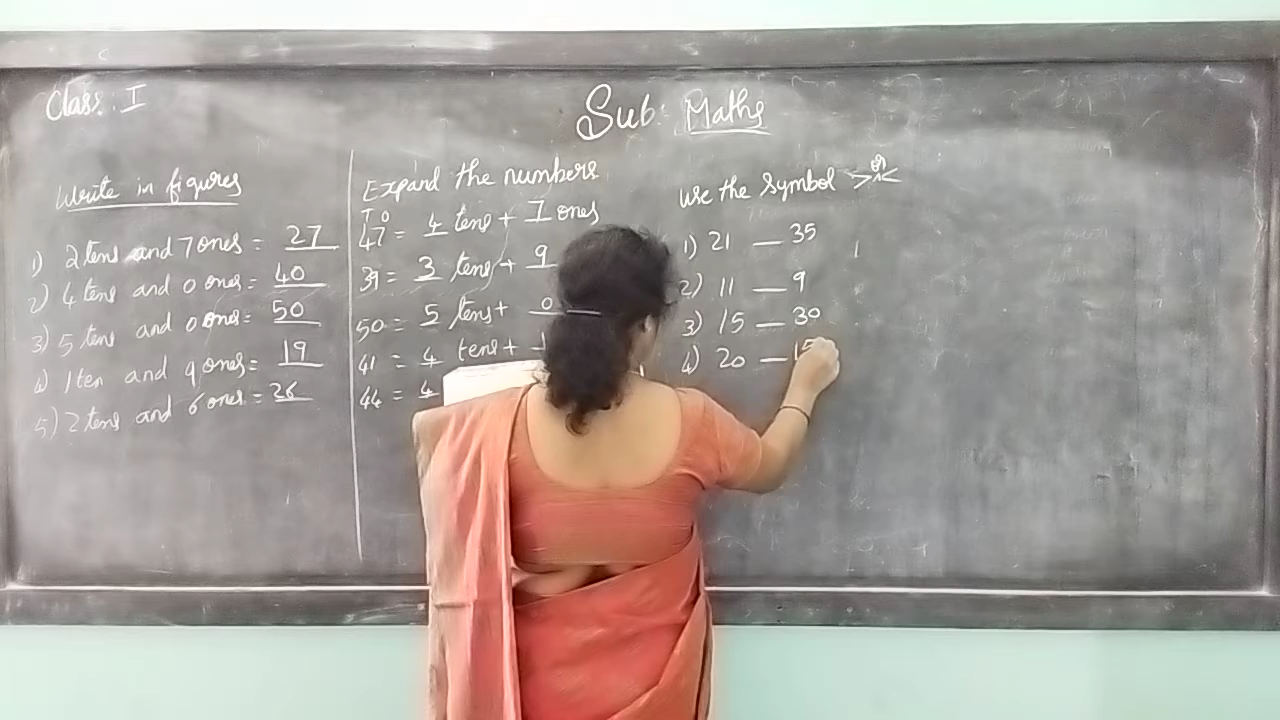 Class: I
Sub: Maths
Write in figures
1) 2 tens and 7 ones = 27
2) 4 tens and 0 ones = 40
3) 5 tens and 0 ones = 50
4) 1 ten and 9 ones = 19
5) 2 tens and 6 ones = 26
Expand the numbers
T O
47 = 4 tens + 7 ones
39 = 3 tens + 9
50 = 5 tens + 0
41 = 4 tens + 1
44 = 4
Use the Symbol > or <
1) 21 — 35
2) 11 — 9
3) 15 — 30
4) 20 —